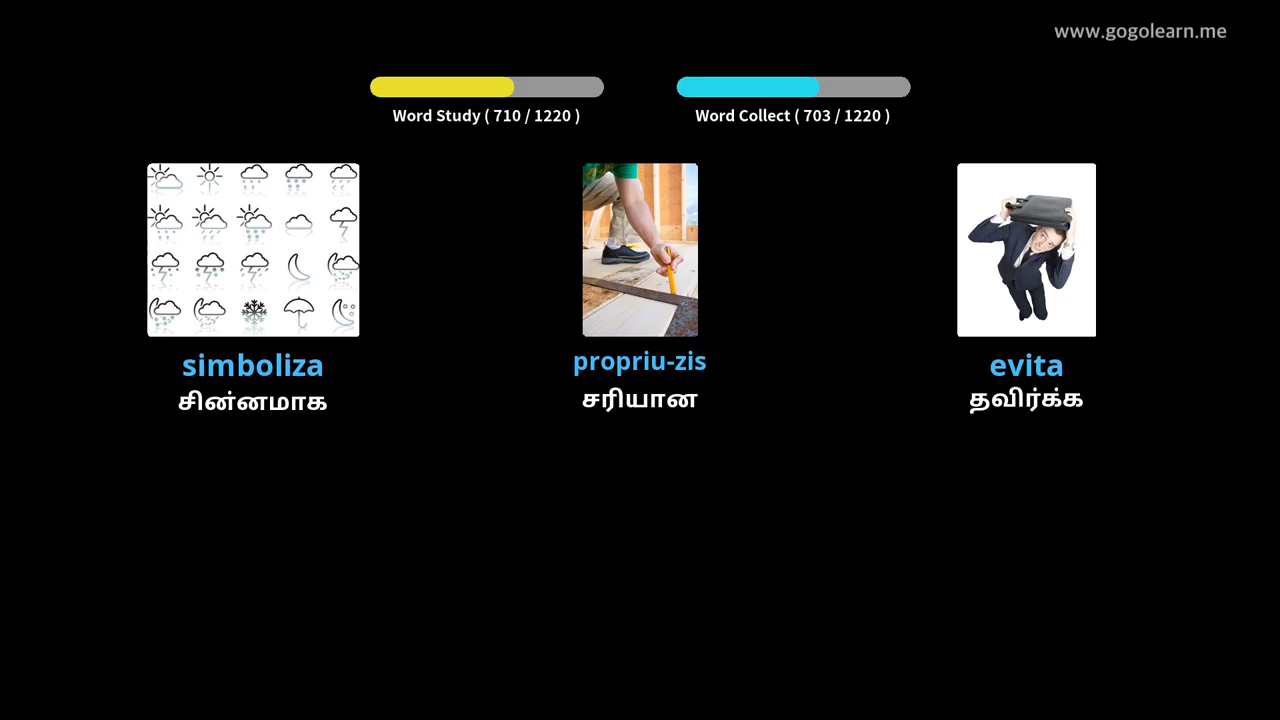 www.gogolearn.me
Word Study ( 710 / 1220 )
Word Collect ( 703 / 1220 )
simboliza
சின்னமாக
propriu-zis
சரியான
evita
தவிர்க்க